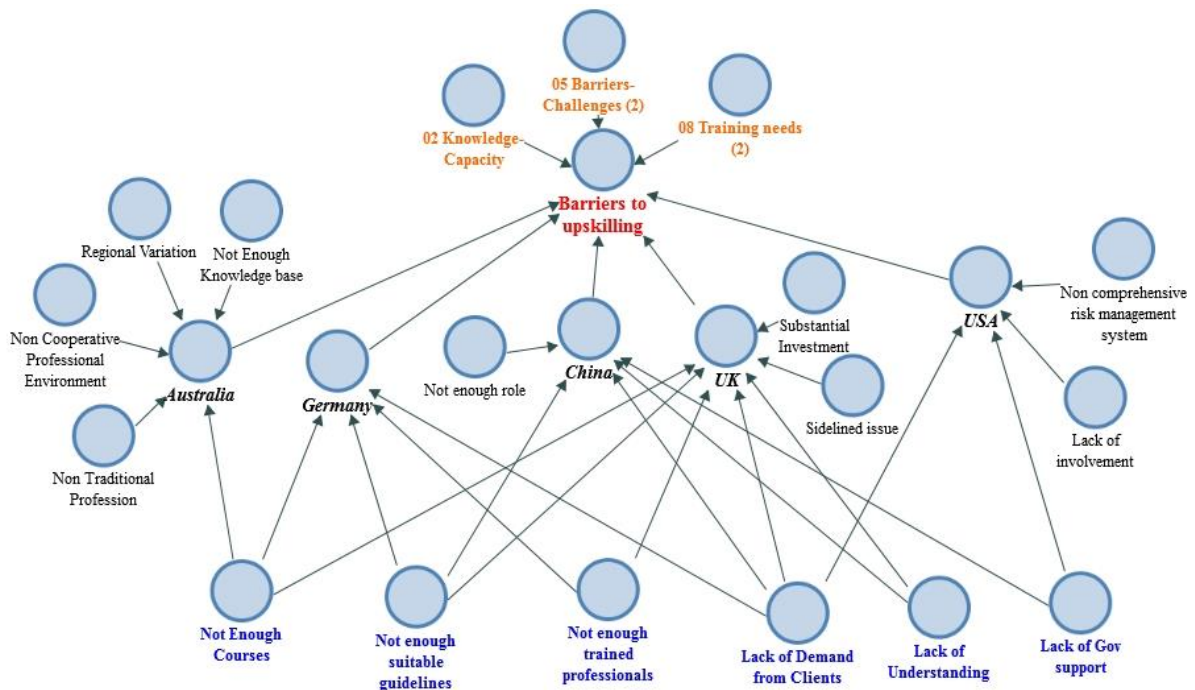 05 Barriers-
Challenges (2)
02 Knowledge-
Capacity
08 Training needs
(2)
Barriers to
upskilling
Regional Variation
Not Enough
Knowledge base
Non Cooperative
Professional
Environment
Australia
Non Traditional
Profession
Germany
Not enough role
China
UK
Substantial
Investment
Sidelined issue
USA
Non comprehensive
risk management
system
Lack of
involvement
Not Enough
Courses
Not enough
suitable
guidelines
Not enough
trained
professionals
Lack of Demand
from Clients
Lack of
Understanding
Lack of Gov
support